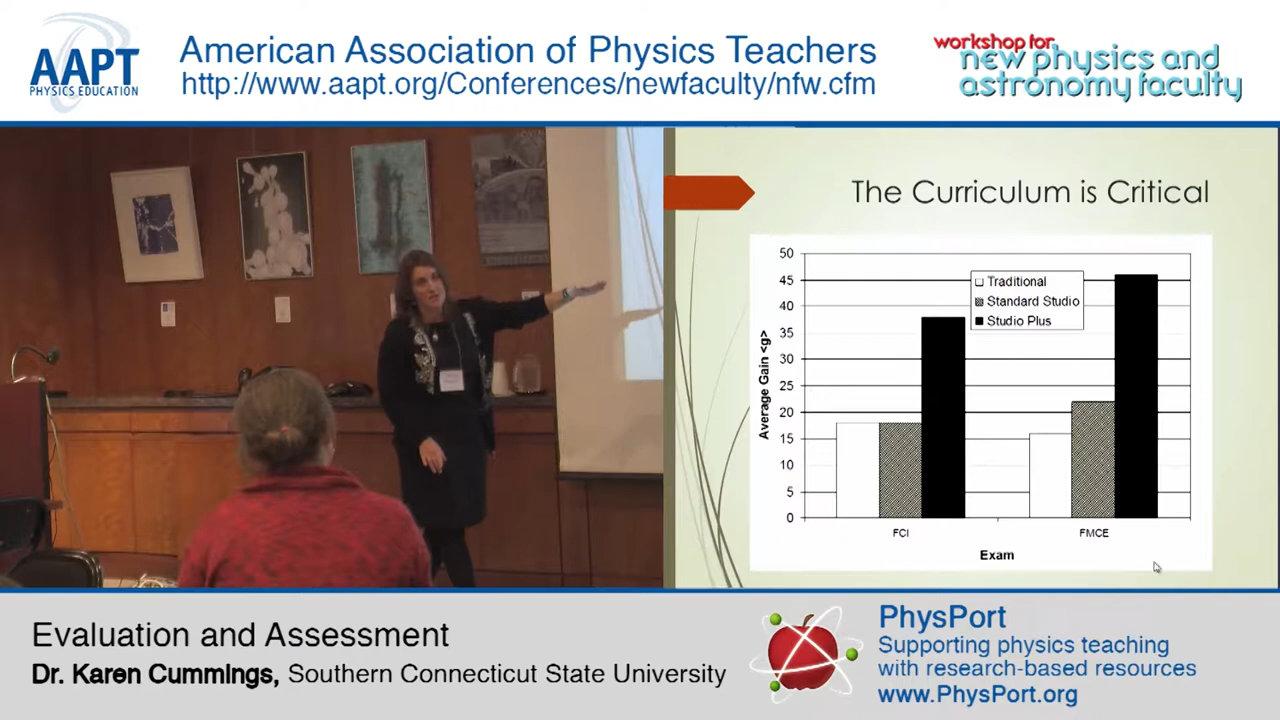 AAPT
PHYSICS EDUCATION
American Association of Physics Teachers
http://www.aapt.org/Conferences/newfaculty/nfw.cfm
workshop for
new physics and
astronomy faculty
The Curriculum is Critical
50
45
40
35
30
25
20
15
10
5
0
Average Gain <g>
Traditional
Standard Studio
Studio Plus
FCI
FMCE
Exam
Evaluation and Assessment
Dr. Karen Cummings, Southern Connecticut State University
PhysPort
Supporting physics teaching
with research-based resources
www.PhysPort.org